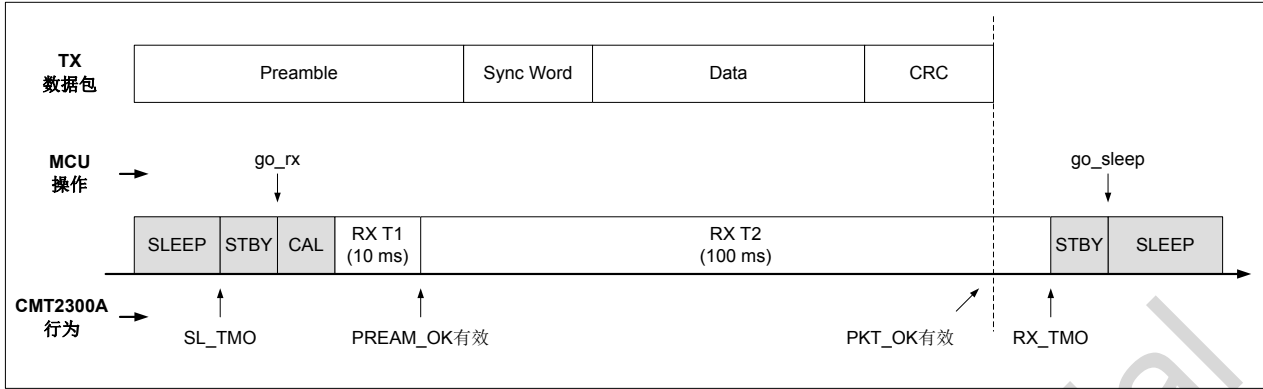 TX
数据包
Preamble
Sync Word
Data
CRC
MCU
操作
go_rx
go_sleep
SLEEP
STBY
CAL
RX T1
(10 ms)
RX T2
(100 ms)
STBY
SLEEP
CMT2300A
行为
SL_TMO
PREAM_OK有效
PKT_OK有效
RX_TMO